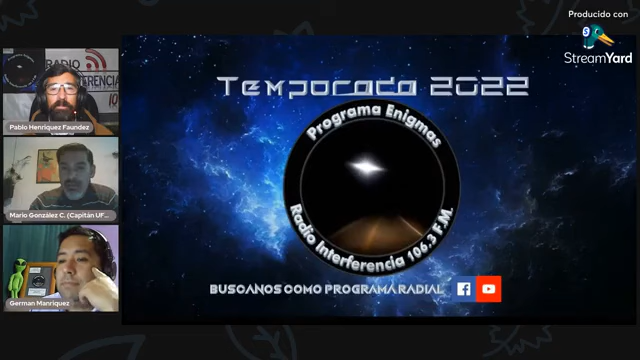 Producido con
StreamYard
RADIO
Pablo Henríquez Faundez
Mario González C. (Capitán UF...
German Manríquez
Temporada 2022
Programa Enigmas
Radio Interferencia 106.3 F.M.
BUSCANOS COMO PROGRAMA RADIAL